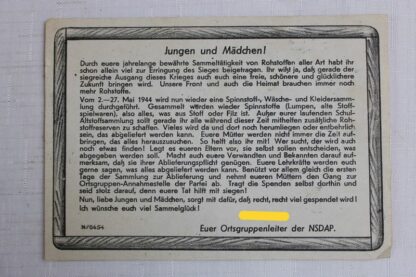 Jungen und Mädchen!
Durch euere jahrelange bewährte Sammeltätigkeit von Rohstoffen aller Art habt ihr
schon allein viel zur Erringung des Sieges beigetragen. Ihr wißt ja, daß gerade der
siegreiche Ausgang dieses Krieges auch euch eine freie, schönere und glücklichere
Zukunft bringen wird. Unsere Front und auch die Heimat brauchen immer noch
mehr Rohstoffe.
Vom 2.—27. Mai 1944 wird nun wieder eine Spinnstoff-, Wäsche- und Kleidersamm-
lung durchgeführt. Gesammelt werden wieder Spinnstoffe (Lumpen, alte Stoff-
spielwaren), also alles, was aus Stoff oder Filz ist. Außer eurer laufenden Schul-
Altstoffsammlung sollt gerade ihr alle während dieser Zeit mithelfen zusätzliche Roh-
stoffreserven zu schaffen. Vieles wird da und dort noch herumliegen oder entbehrlich
sein, das abgeliefert werden kann. Euere Mütter werden nicht immer die Zeit auf-
bringen, das alles herauszusuchen. So helft also ihr mit! Wer sucht, der wird auch
noch etwas finden! Legt es eueren Eltern vor, sie selbst sollen entscheiden, was
abgegeben werden soll. Macht auch euere Verwandten und Bekannten darauf auf-
merksam, daß sie ihrer Ablieferungspflicht genügen. Euere Lehrkräfte werden euch
gerne sagen, was alles abgeliefert werden kann. Benützt vor allem gleich die ersten
Tage der Sammlung zur Ablieferung und nehmt eueren Müttern den Gang zur
Ortsgruppen-Annahmestelle der Partei ab. Tragt die Spenden selbst dorthin und
seid stolz darauf, denn euere Tat hilft mit siegen!
Nun, liebe Jungen und Mädchen, sorgt mit dafür, daß recht, recht viel gespendet wird!
Ich wünsche euch viel Sammelglück!
Euer Ortsgruppenleiter der NSDAP.